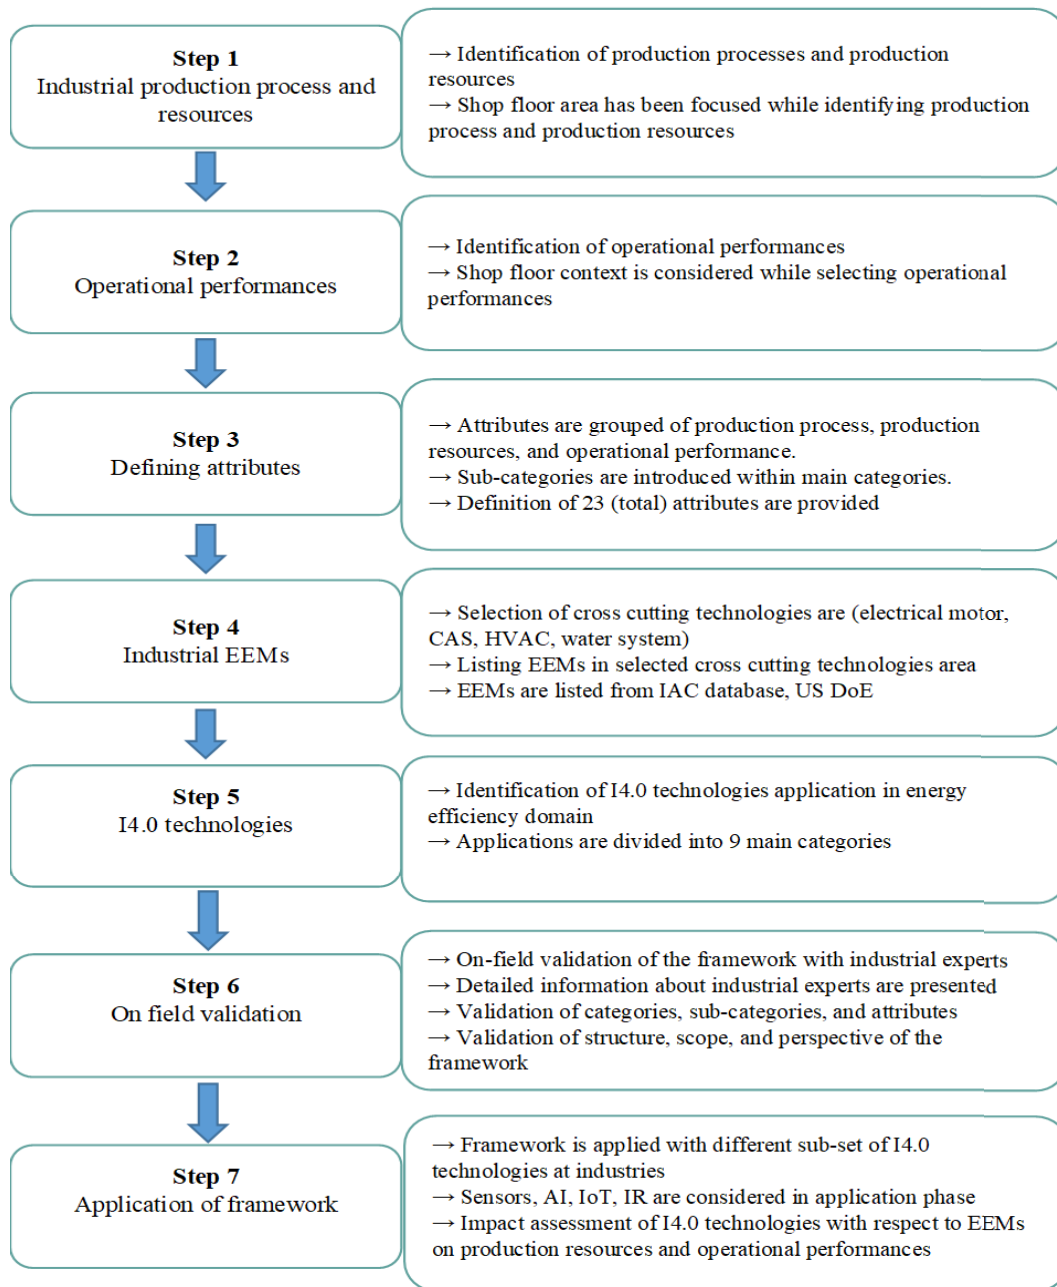 Step 1
Industrial production process and
resources
→ Identification of production processes and production
resources
→ Shop floor area has been focused while identifying production
process and production resources
Step 2
Operational performances
→ Identification of operational performances
→ Shop floor context is considered while selecting operational
performances
Step 3
Defining attributes
→ Attributes are grouped of production process, production
resources, and operational performance.
→ Sub-categories are introduced within main categories.
→ Definition of 23 (total) attributes are provided
Step 4
Industrial EEMs
→ Selection of cross cutting technologies are (electrical motor,
CAS, HVAC, water system)
→ Listing EEMs in selected cross cutting technologies area
→ EEMs are listed from IAC database, US DoE
Step 5
I4.0 technologies
→ Identification of I4.0 technologies application in energy
efficiency domain
→ Applications are divided into 9 main categories
Step 6
On field validation
→ On-field validation of the framework with industrial experts
→ Detailed information about industrial experts are presented
→ Validation of categories, sub-categories, and attributes
→ Validation of structure, scope, and perspective of the
framework
Step 7
Application of framework
→ Framework is applied with different sub-set of I4.0
technologies at industries
→ Sensors, AI, IoT, IR are considered in application phase
→ Impact assessment of I4.0 technologies with respect to EEMs
on production resources and operational performances